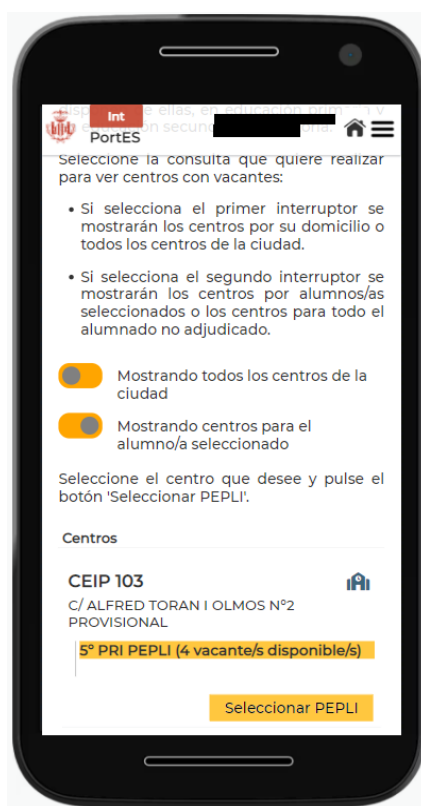 ellas, en educación y
Int
PortES
Seleccione la consulta que quiere realizar
para ver centros con vacantes:
• Si selecciona el primer interruptor se
mostrarán los centros por su domicilio o
todos los centros de la ciudad.
• Si selecciona el segundo interruptor se
mostrarán los centros por alumnos/as
seleccionados o los centros para todo el
alumnado no adjudicado.
Mostrando todos los centros de la
ciudad
Mostrando centros para el
alumno/a seleccionado
Seleccione el centro que desee y pulse el
botón 'Seleccionar PEPLI'.
Centros
CEIP 103
C/ ALFRED TORAN I OLMOS Nº2
PROVISIONAL
5º PRI PEPLI (4 vacante/s disponible/s)
Seleccionar PEPLI